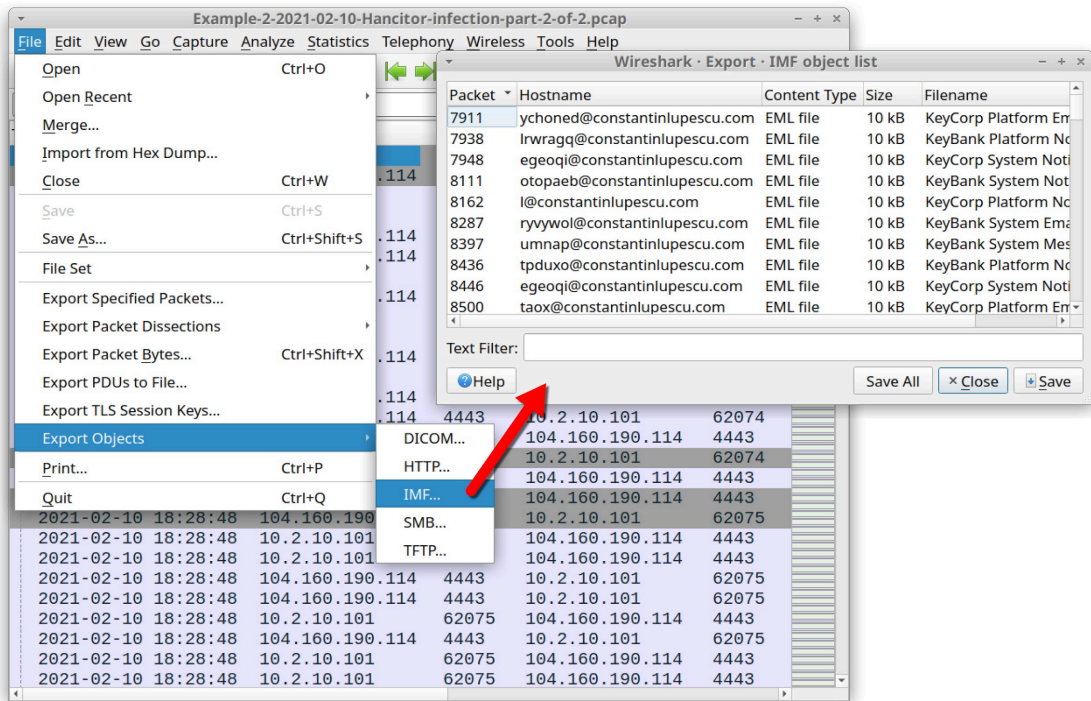 Example-2-2021-02-10-Hancitor-infection-part-2-of-2.pcap
File Edit View Go Capture Analyze Statistics Telephony Wireless Tools Help
Open Ctrl+O
Open Recent
Merge...
Import from Hex Dump...
Close Ctrl+W
Save Ctrl+S
Save As... Ctrl+Shift+S
File Set
Export Specified Packets...
Export Packet Dissections
Export Packet Bytes... Ctrl+Shift+X
Export PDUs to File...
Export TLS Session Keys...
Export Objects
Print... Ctrl+P
Quit Ctrl+Q
DICOM...
HTTP...
IMF...
SMB...
TFTP...
Wireshark · Export · IMF object list
Packet Hostname Content Type Size Filename
7911 ychoned@constantinlupescu.com EML file 10 kB KeyCorp Platform Em
7938 lrwragq@constantinlupescu.com EML file 10 kB KeyBank Platform No
7948 egeoqi@constantinlupescu.com EML file 10 kB KeyCorp System Noti
8111 otopaeb@constantinlupescu.com EML file 10 kB KeyBank System Not
8162 l@constantinlupescu.com EML file 10 kB KeyCorp Platform No
8287 ryvywol@constantinlupescu.com EML file 10 kB KeyBank System Ema
8397 umnap@constantinlupescu.com EML file 10 kB KeyBank System Mes
8436 tpduxo@constantinlupescu.com EML file 10 kB KeyBank Platform No
8446 egeoqi@constantinlupescu.com EML file 10 kB KeyCorp System Noti
8500 taox@constantinlupescu.com EML file 10 kB KeyCorp Platform Em
Text Filter:
Help Save All Close Save
.114
.114
.114
.114
.114
.114
.114 4443 10.2.10.101 62074
104.160.190.114 4443
10.2.10.101 62074
104.160.190.114 4443
104.160.190.114 4443
2021-02-10 18:28:48 104.160.190 10.2.10.101 62075
2021-02-10 18:28:48 10.2.10.101 104.160.190.114 4443
2021-02-10 18:28:48 10.2.10.101 104.160.190.114 4443
2021-02-10 18:28:48 104.160.190.114 4443 10.2.10.101 62075
2021-02-10 18:28:48 104.160.190.114 4443 10.2.10.101 62075
2021-02-10 18:28:48 10.2.10.101 62075 104.160.190.114 4443
2021-02-10 18:28:48 104.160.190.114 4443 10.2.10.101 62075
2021-02-10 18:28:48 10.2.10.101 62075 104.160.190.114 4443
2021-02-10 18:28:48 10.2.10.101 62075 104.160.190.114 4443